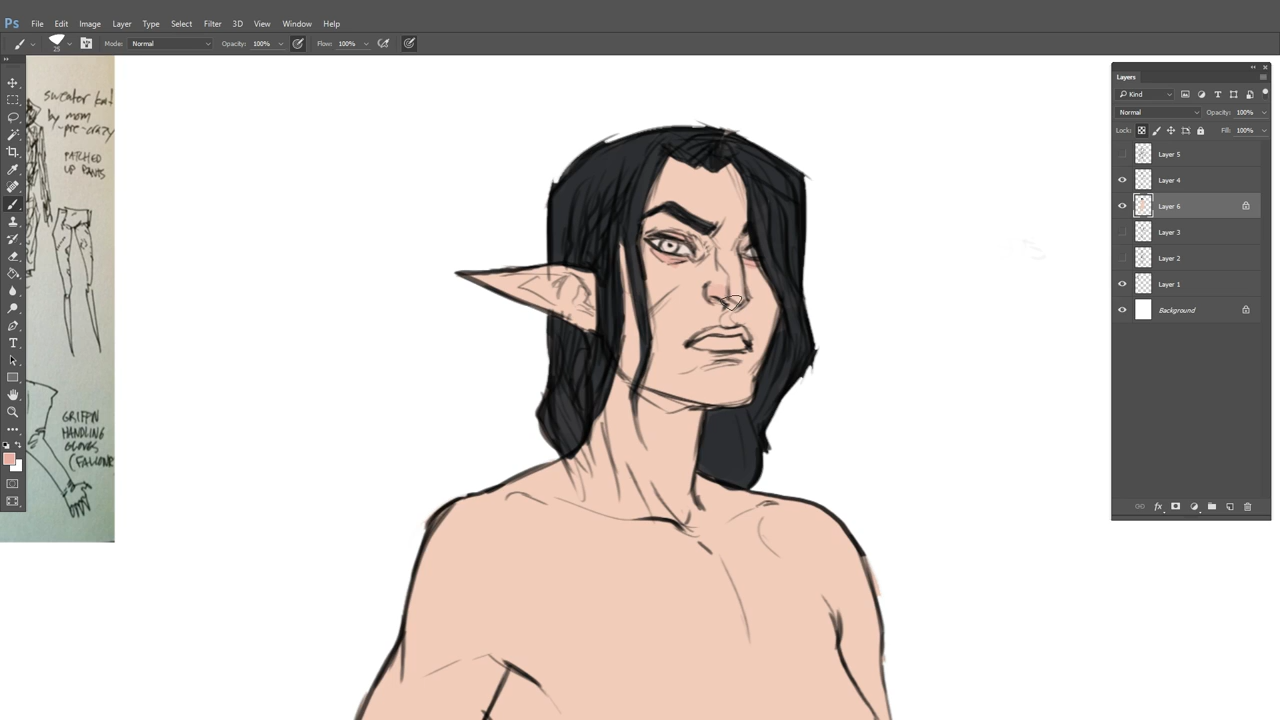 Ps File Edit Image Layer Type Select Filter 3D View Window Help
25 Mode: Normal Opacity: 100% Flow: 100%
sweater knit
by mom
-pre-crazy
PATCHED
UP PANTS
GRIFFIN
HANDLING
GLOVES
T
Layers
Kind T
Normal Opacity: 100%
Lock: Fill: 100%
Layer 5
Layer 4
Layer 6
Layer 3
Layer 2
Layer 1
Background
fx